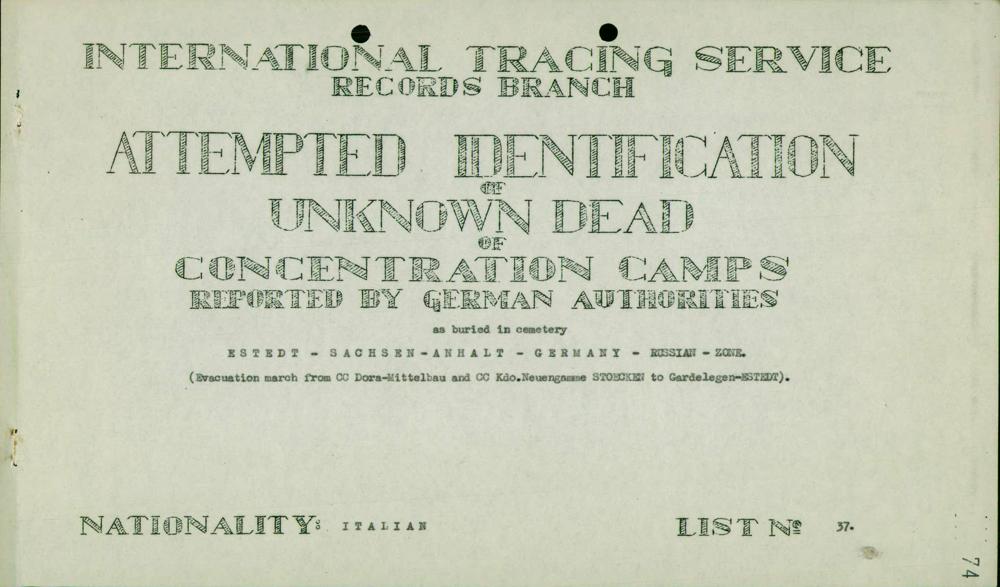 INTERNATIONAL TRACING SERVICE
RECORDS BRANCH
ATTEMPTED IDENTIFICATION
OF
UNKNOWN DEAD
OF
CONCENTRATION CAMPS
REPORTED BY GERMAN AUTHORITIES
as buried in cemetery
ESTEDT - SACHSEN-ANHALT - GERMANY - RUSSIAN - ZONE.
(Evacuation march from CC Dora-Mittelbau and CC Kdo.Neuengamme STOECKEN to Gardelegen-ESTEDT).
NATIONALITY: ITALIAN LIST Nº 37.
74